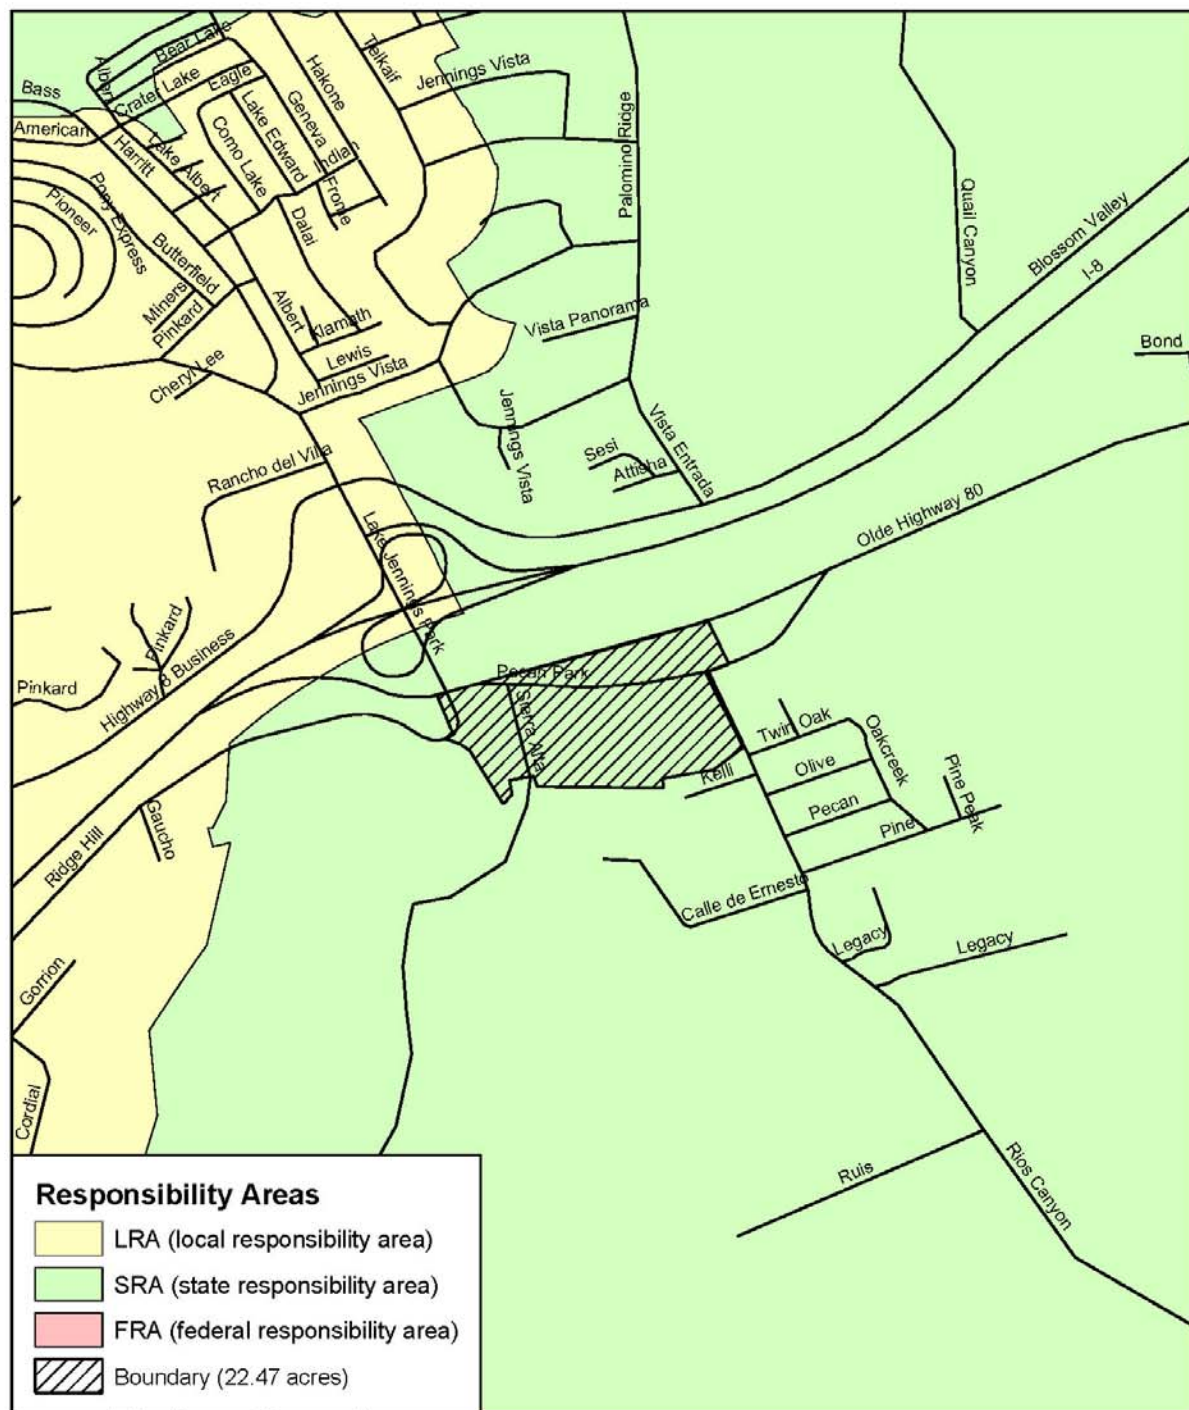 Bear Lake
Telkaif
Albert
Jennings Vista
Bass
Crater Lake
Eagle
Hakone
Geneva
Lake Edward
American
Harritt
Lake Albert
Como Lake
Indian
Frome
Palomino Ridge
Pony Express
Pioneer
Dalai
Quail Canyon
Blossom Valley
I-8
Butterfield
Miners
Pinkard
Albert
Klamath
Vista Panorama
Bond
Lewis
Cheryl Lee
Jennings Vista
Jennings Vista
Vista Entrada
Sesi
Attisha
Rancho del Villa
Olde Highway 80
Lake Jennings Park
Pinkard
Highway 8 Business
Pinkard
Pecan Park
Sierra Alta
Twin Oak
Oakcreek
Kelli
Olive
Pine Peak
Pecan
Pine
Gaucho
Ridge Hill
Calle de Ernesto
Legacy
Legacy
Gorrion
Cordial
Rios Canyon
Ruis
Responsibility Areas
LRA (local responsibility area)
SRA (state responsibility area)
FRA (federal responsibility area)
Boundary (22.47 acres)